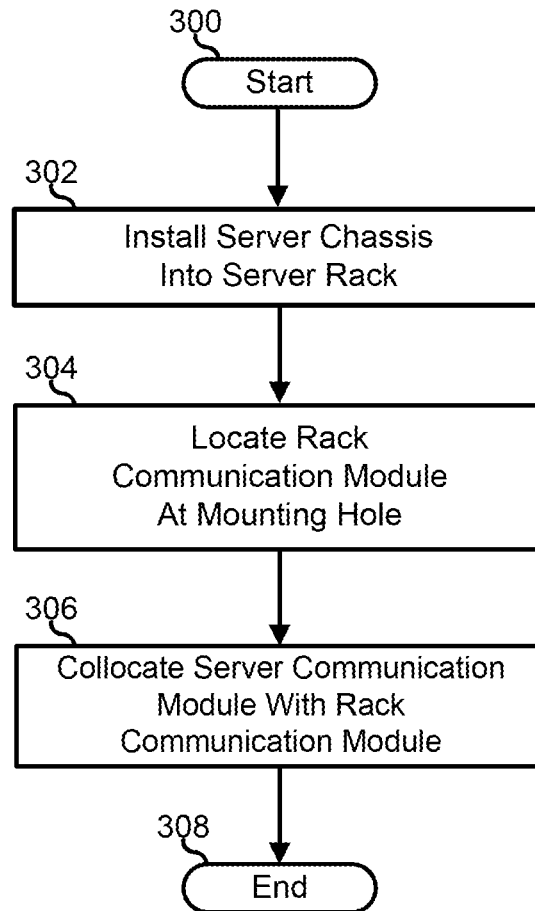 300
Start
302
Install Server Chassis
Into Server Rack
304
Locate Rack
Communication Module
At Mounting Hole
306
Collocate Server Communication
Module With Rack
Communication Module
308
End